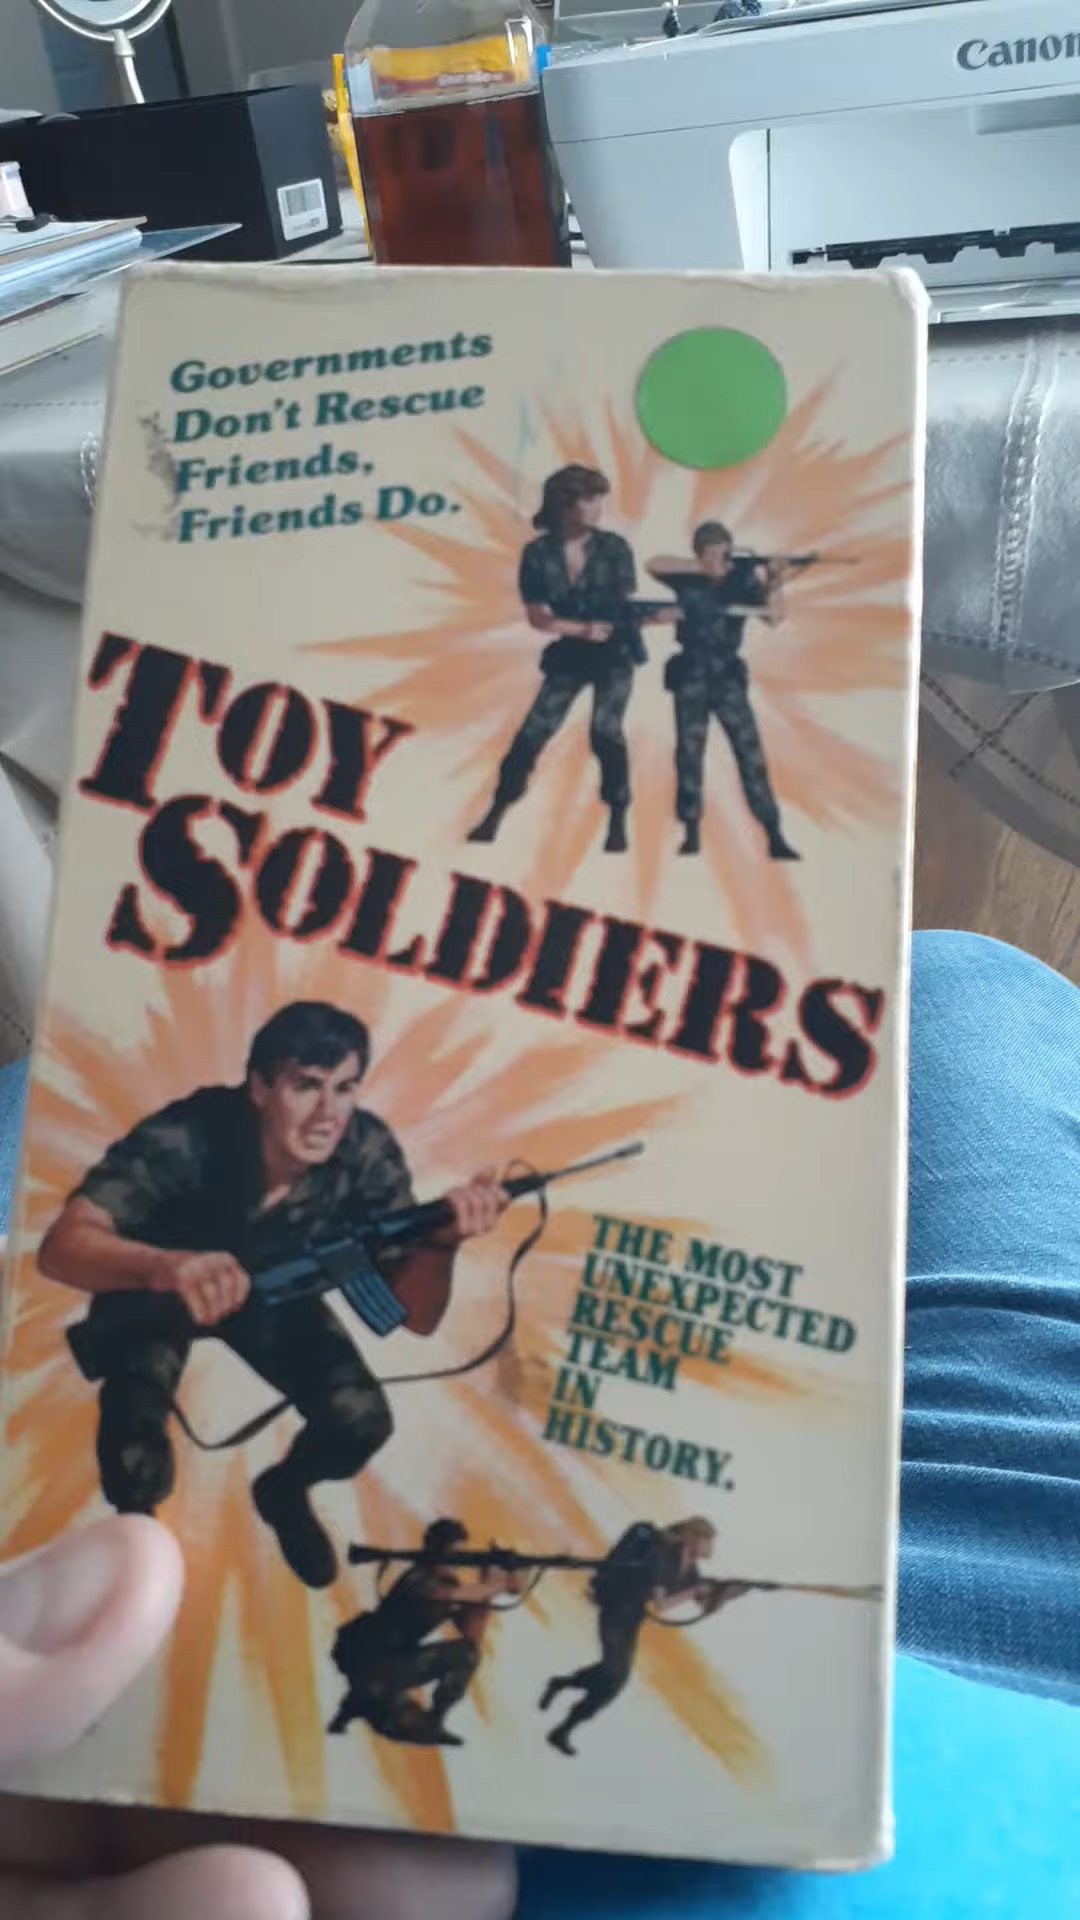 Canon
Governments
Don't Rescue
Friends,
Friends Do.
TOY
SOLDIERS
THE MOST
UNEXPECTED
RESCUE
TEAM
IN
HISTORY.